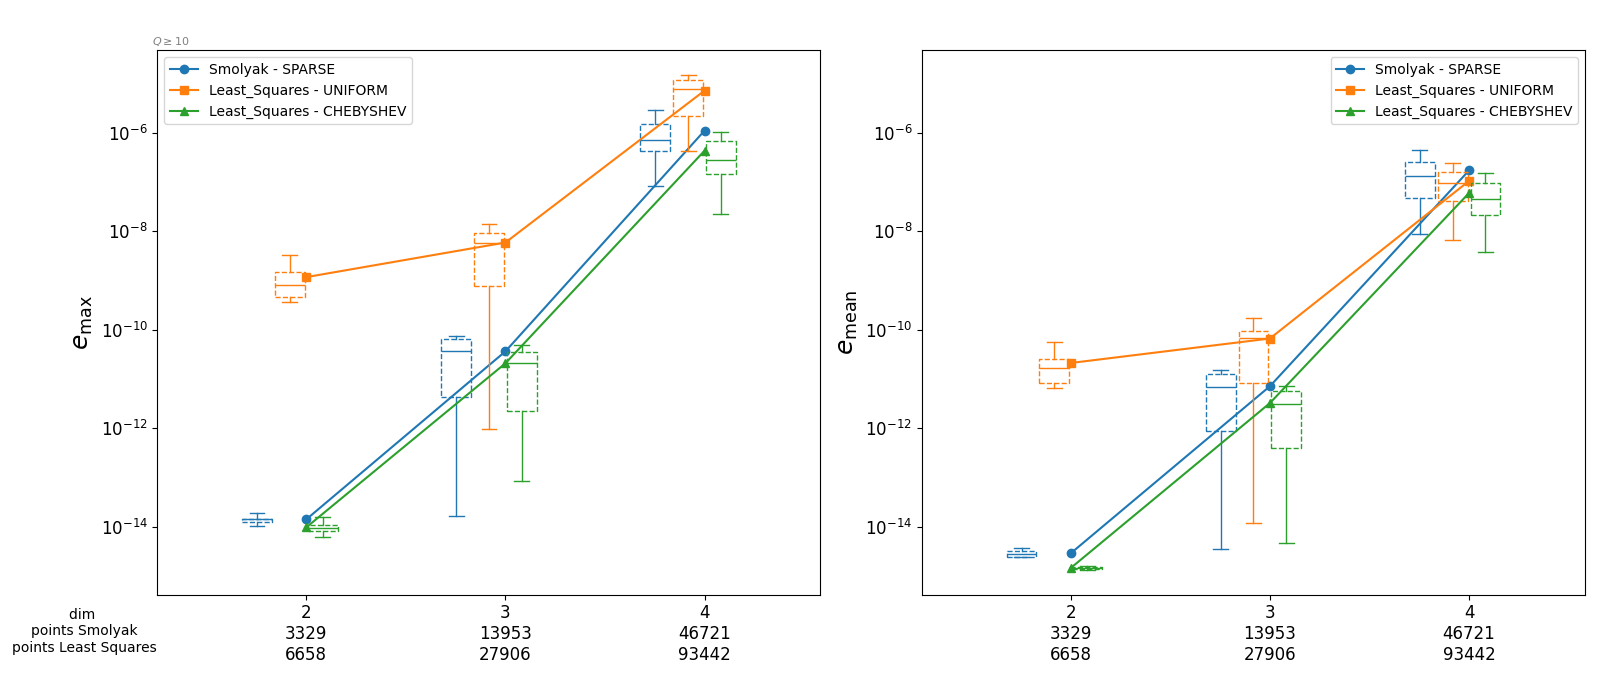 Q ≥ 10
Smolyak - SPARSE
Least_Squares - UNIFORM
Least_Squares - CHEBYSHEV
10⁻⁶
10⁻⁸
10⁻¹⁰
10⁻¹²
10⁻¹⁴
e_max
dim
points Smolyak
points Least Squares
2
3329
6658
3
13953
27906
4
46721
93442
Smolyak - SPARSE
Least_Squares - UNIFORM
Least_Squares - CHEBYSHEV
10⁻⁶
10⁻⁸
10⁻¹⁰
10⁻¹²
10⁻¹⁴
e_mean
2
3329
6658
3
13953
27906
4
46721
93442